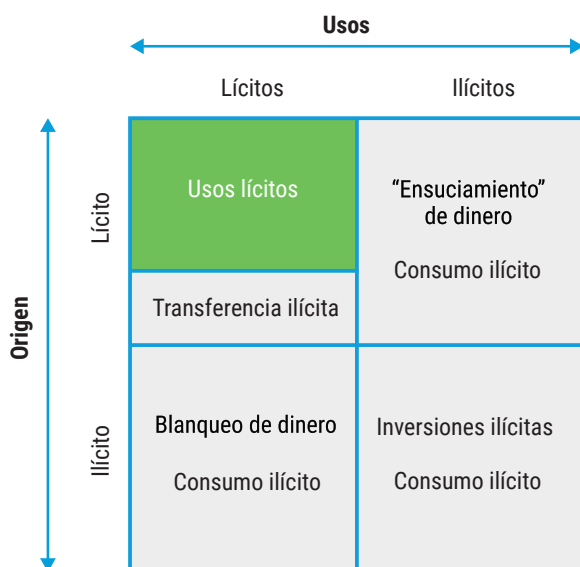 Usos
Lícitos
Ilícitos
Origen
Lícito
Usos lícitos
Transferencia ilícita
“Ensuciamiento”
de dinero
Consumo ilícito
Ilícito
Blanqueo de dinero
Consumo ilícito
Inversiones ilícitas
Consumo ilícito